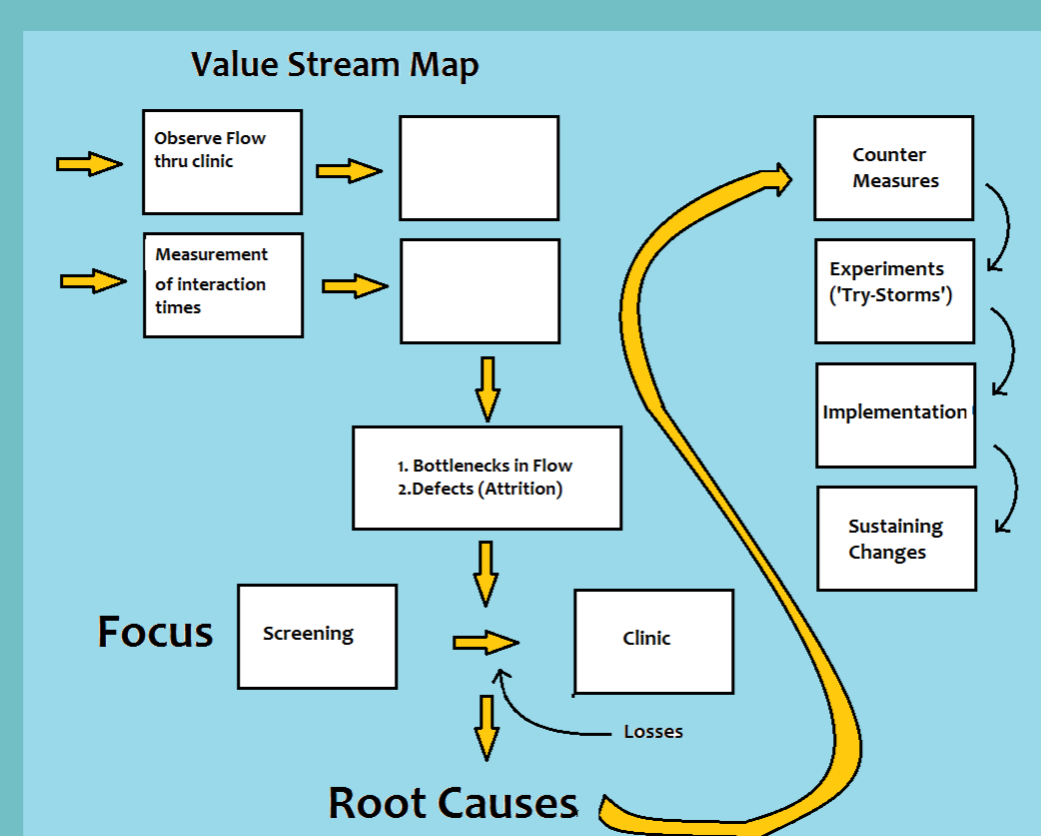 Value Stream Map
Observe Flow
thru clinic
Measurement
of interaction
times
1. Bottlenecks in Flow
2.Defects (Attrition)
Focus
Screening
Clinic
Losses
Root Causes
Counter
Measures
Experiments
('Try-Storms')
Implementation
Sustaining
Changes